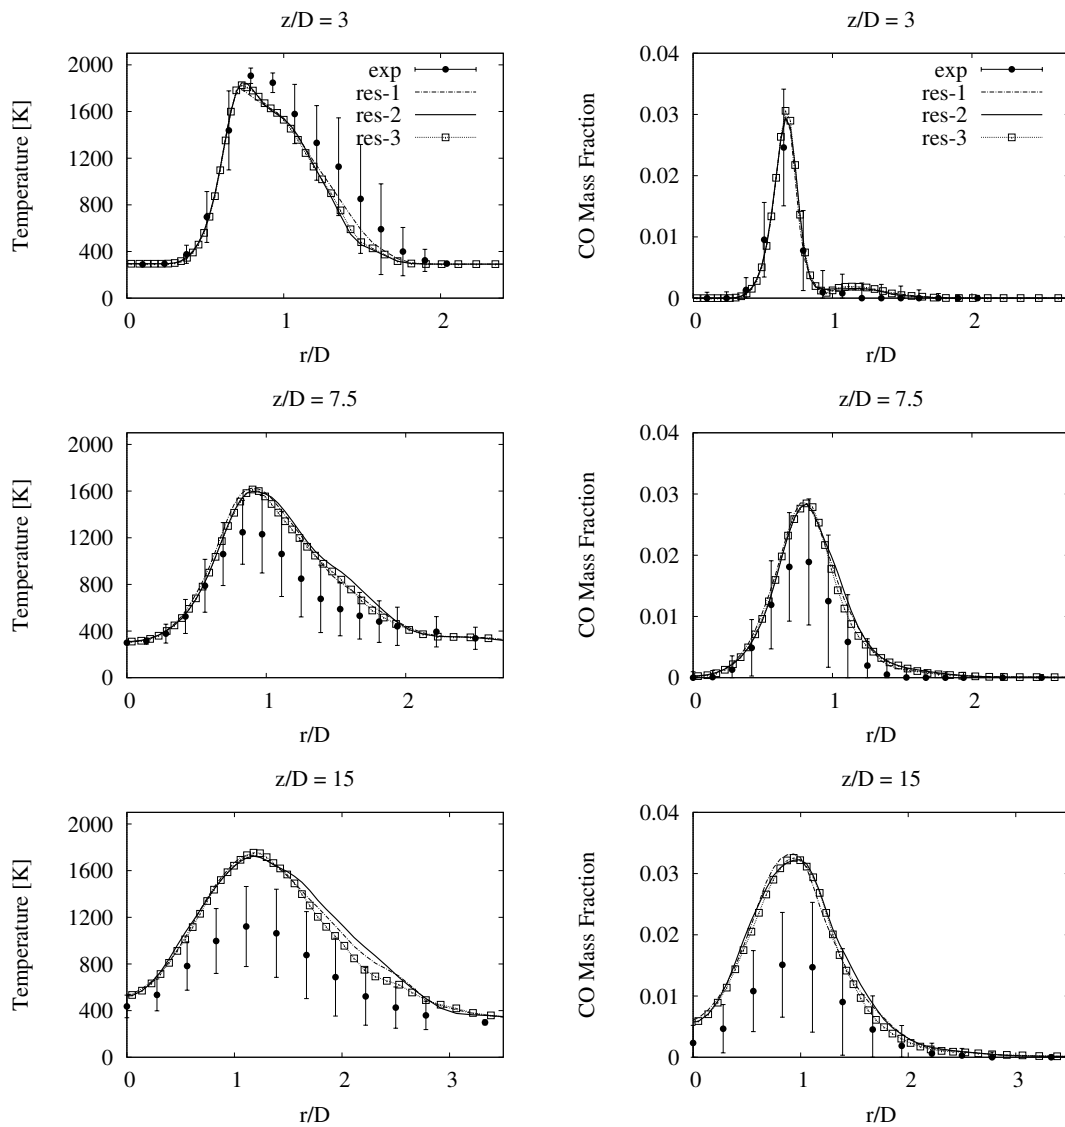 z/D = 3
Temperature [K]
2000
1600
1200
800
400
0
0 1 2
r/D
exp
res-1
res-2
res-3
z/D = 3
CO Mass Fraction
0.04
0.03
0.02
0.01
0
0 1 2
r/D
exp
res-1
res-2
res-3
z/D = 7.5
Temperature [K]
2000
1600
1200
800
400
0
0 1 2
r/D
z/D = 7.5
CO Mass Fraction
0.04
0.03
0.02
0.01
0
0 1 2
r/D
z/D = 15
Temperature [K]
2000
1600
1200
800
400
0
0 1 2 3
r/D
z/D = 15
CO Mass Fraction
0.04
0.03
0.02
0.01
0
0 1 2 3
r/D